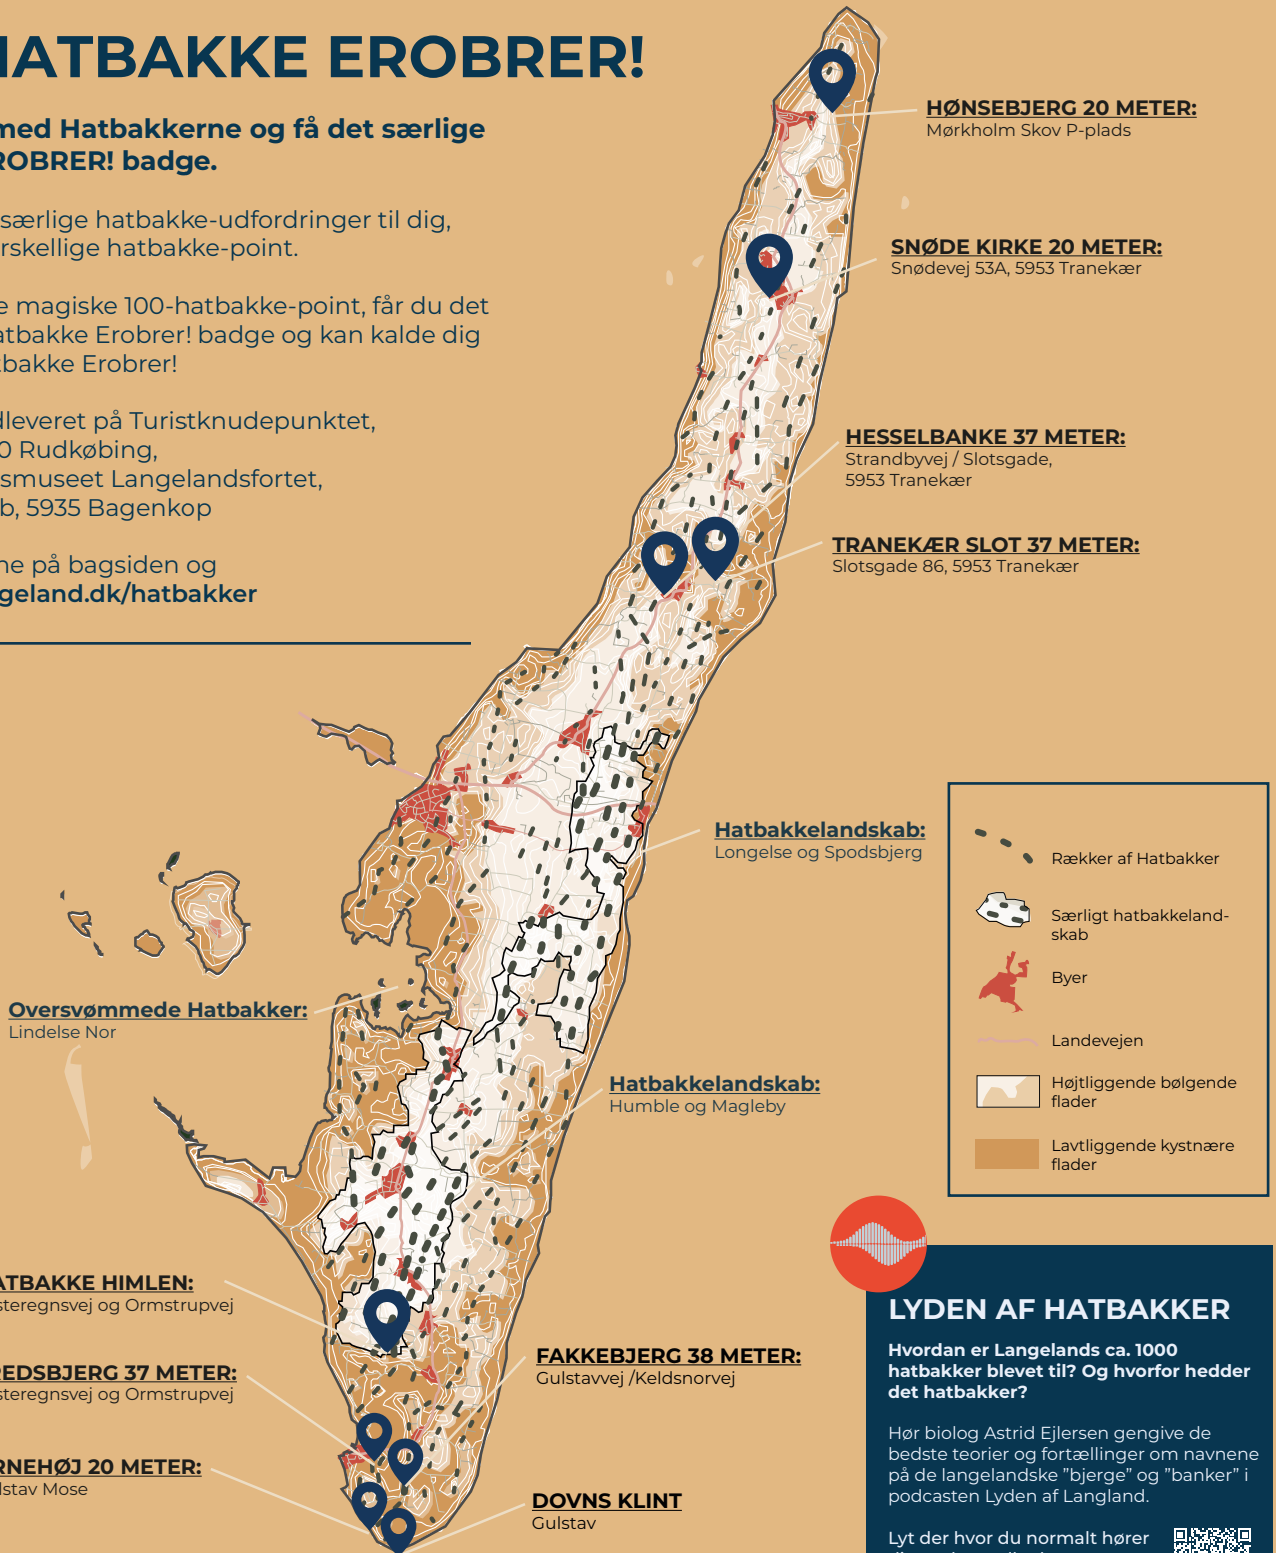 HATBAKKE EROBRER!
med Hatbakkerne og få det særlige
ROBRER! badge.
særlige hatbakke-udfordringer til dig,
rskellige hatbakke-point.
e magiske 100-hatbakke-point, får du det
atbakke Erobrer! badge og kan kalde dig
tbakke Erobrer!
dleveret på Turistknudepunktet,
0 Rudkøbing,
smuseet Langelandsfortet,
b, 5935 Bagenkop
ne på bagsiden og
geland.dk/hatbakker
HØNSEBJERG 20 METER:
Mørkholm Skov P-plads
SNØDE KIRKE 20 METER:
Snødevej 53A, 5953 Tranekær
HESSELBANKE 37 METER:
Strandbyvej / Slotsgade,
5953 Tranekær
TRANEKÆR SLOT 37 METER:
Slotsgade 86, 5953 Tranekær
Hatbakkelandskab:
Longelse og Spodsbjerg
Oversvømmede Hatbakker:
Lindelse Nor
Hatbakkelandskab:
Humble og Magleby
ATBAKKE HIMLEN:
steregnsvej og Ormstrupvej
REDSBJERG 37 METER:
steregnsvej og Ormstrupvej
RNEHØJ 20 METER:
lstav Mose
FAKKEBJERG 38 METER:
Gulstavvej /Keldsnorvej
DOVNS KLINT
Gulstav
Rækker af Hatbakker
Særligt hatbakkeland-
skab
Byer
Landevejen
Højtliggende bølgende
flader
Lavtliggende kystnære
flader
LYDEN AF HATBAKKER
Hvordan er Langelands ca. 1000
hatbakker blevet til? Og hvorfor hedder
det hatbakker?
Hør biolog Astrid Ejlersen gengive de
bedste teorier og fortællinger om navnene
på de langelandske ”bjerge” og ”banker” i
podcasten Lyden af Langland.
Lyt der hvor du normalt hører